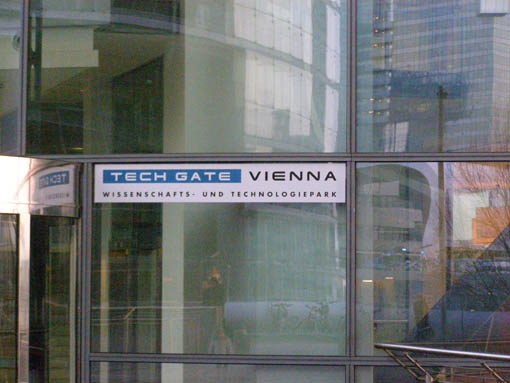 TECH GATE VIENNA
WISSENSCHAFTS- UND TECHNOLOGIEPARK